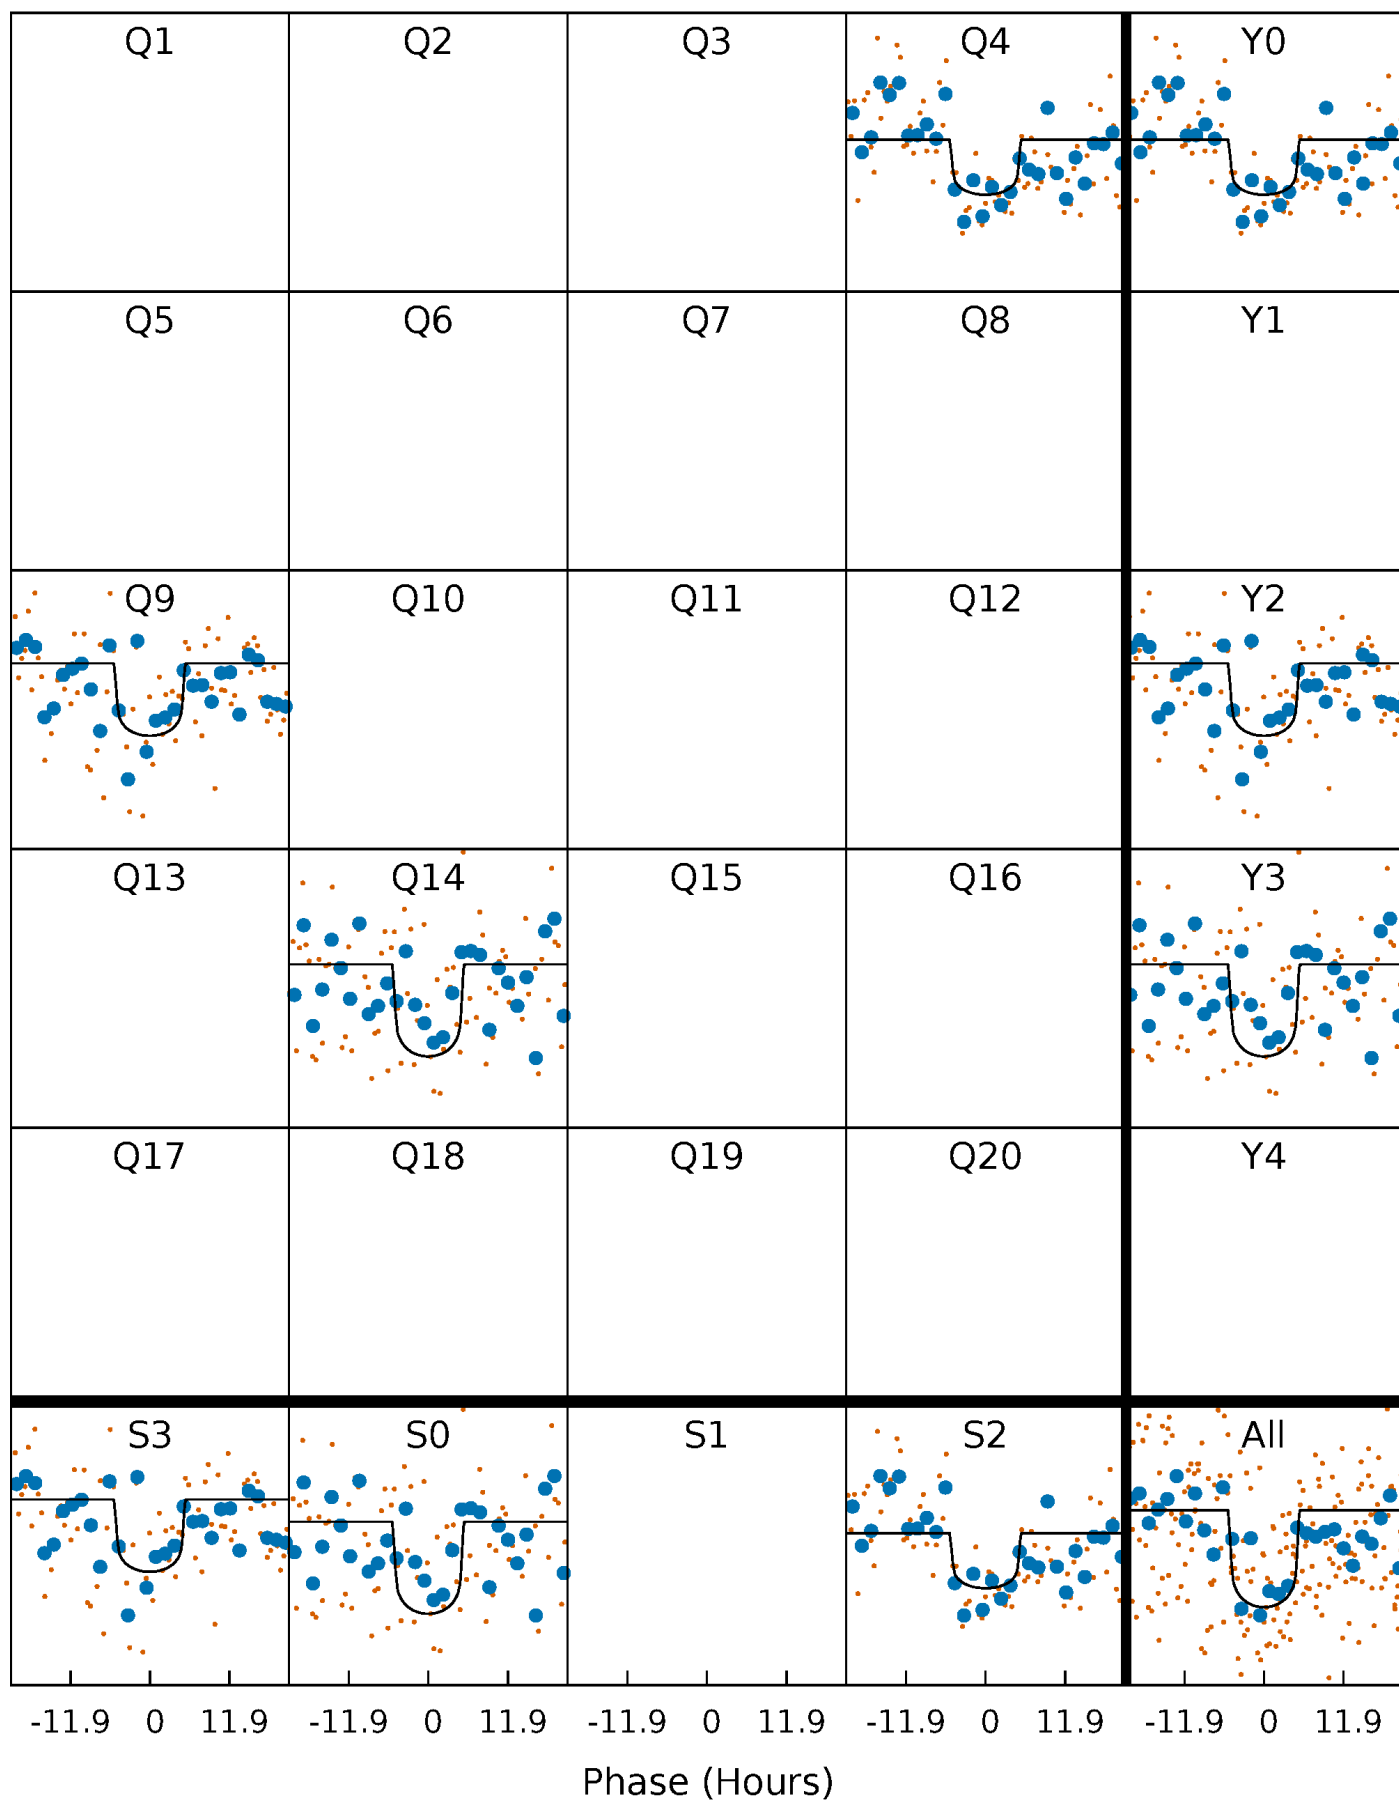 Q1 Q2 Q3 Q4 Y0
Q5 Q6 Q7 Q8 Y1
Q9 Q10 Q11 Q12 Y2
Q13 Q14 Q15 Q16 Y3
Q17 Q18 Q19 Q20 Y4
S3 S0 S1 S2 All
-11.9 0 11.9 -11.9 0 11.9 -11.9 0 11.9 -11.9 0 11.9 -11.9 0 11.9
Phase (Hours)